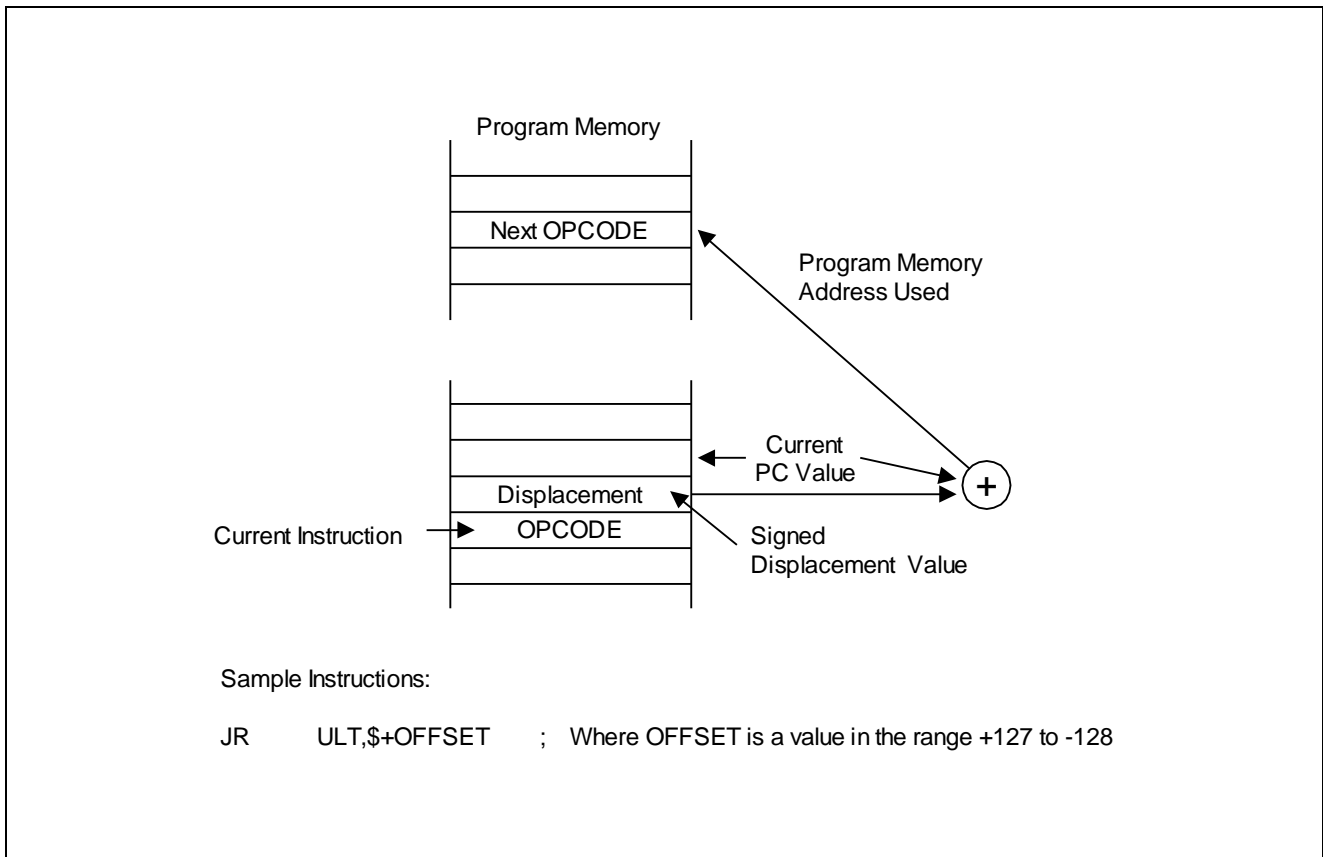 Program Memory
Next OPCODE
Program Memory
Address Used
Current
PC Value
Displacement
OPCODE
Current Instruction
Signed
Displacement Value
+
Sample Instructions:
JR ULT,$+OFFSET ; Where OFFSET is a value in the range +127 to -128